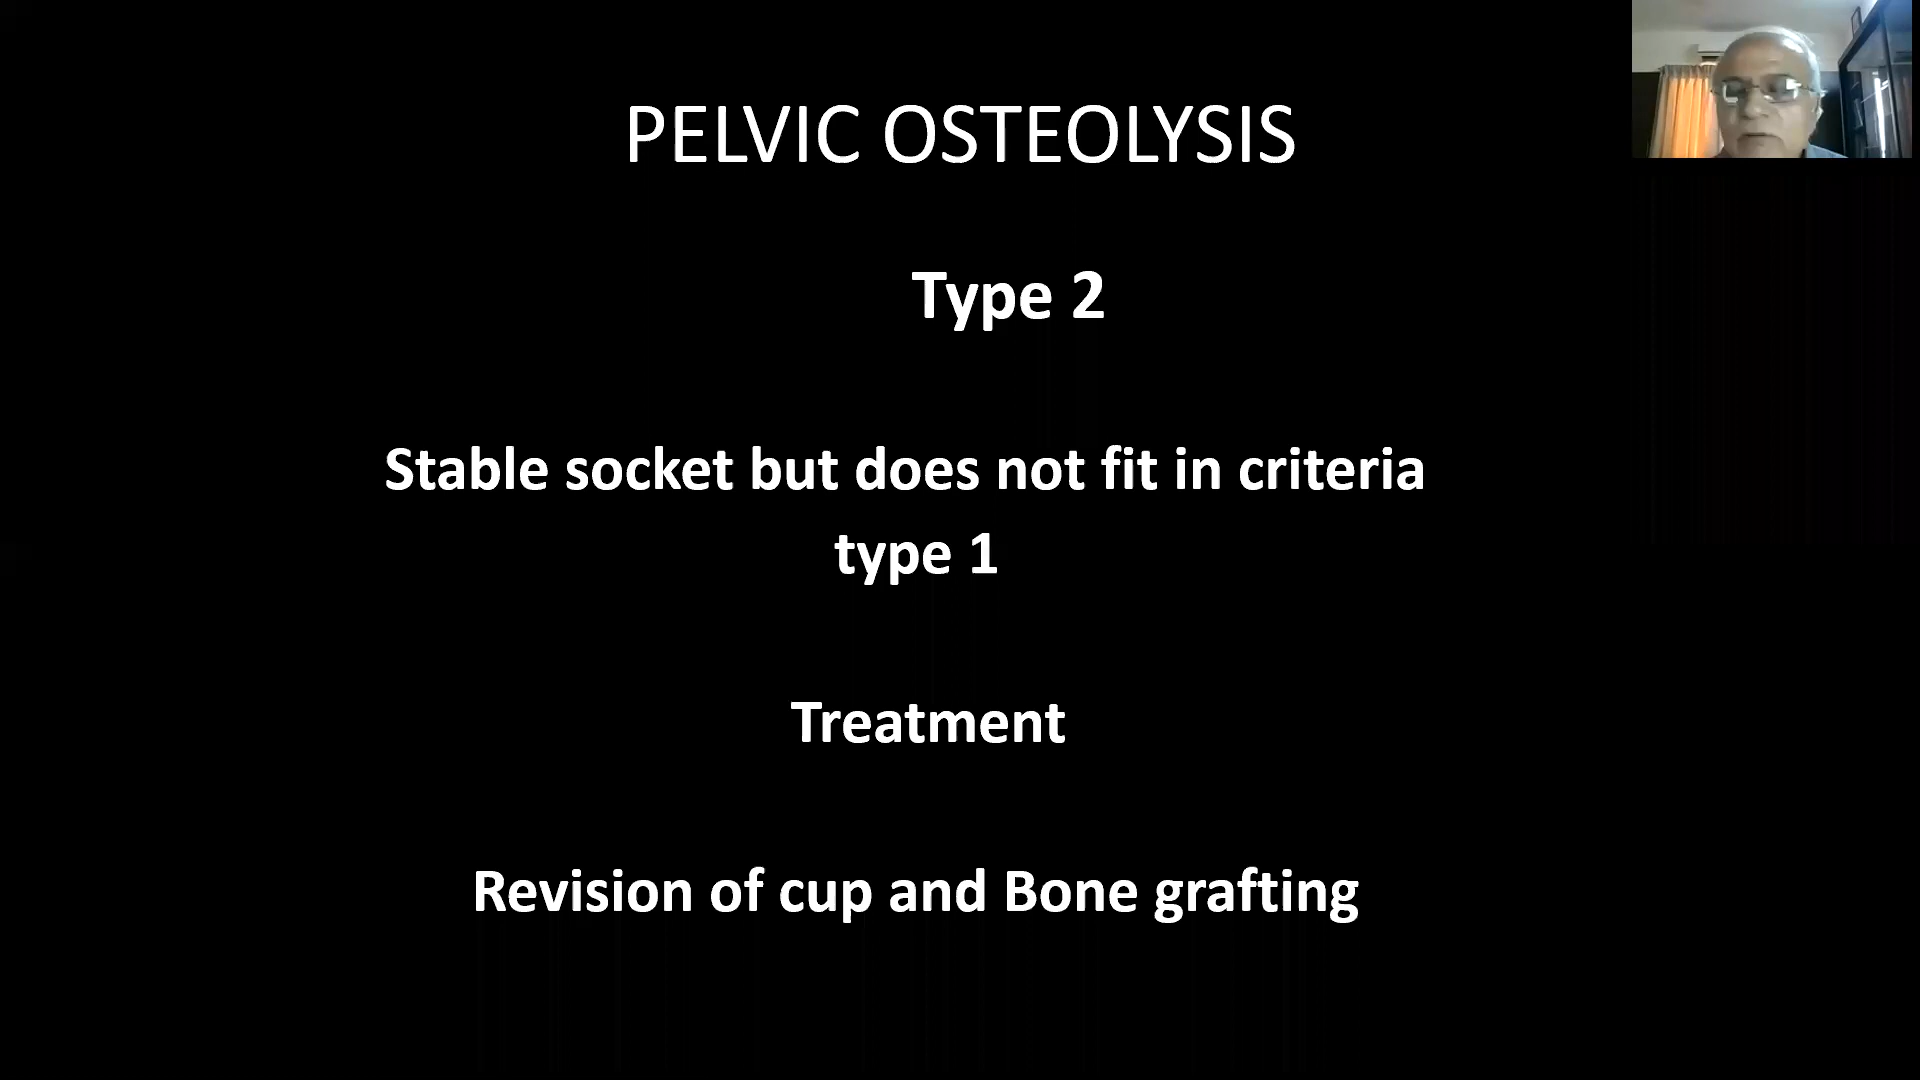 PELVIC OSTEOLYSIS
Type 2
Stable socket but does not fit in criteria
type 1
Treatment
Revision of cup and Bone grafting